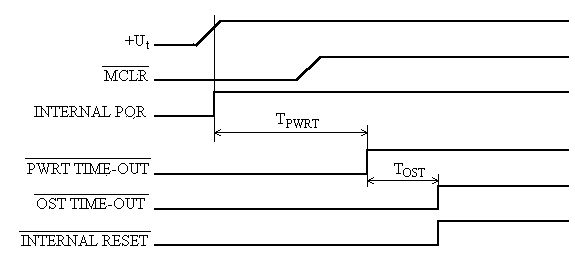 +Ut
MCLR
INTERNAL POR
TPWRT
PWRT TIME-OUT
TOST
OST TIME-OUT
INTERNAL RESET